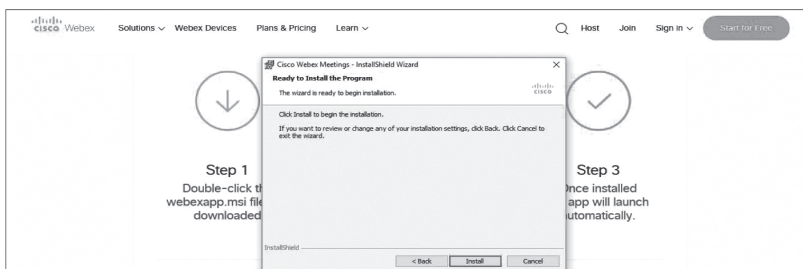 cisco Webex Solutions Webex Devices Plans & Pricing Learn Host Join Sign in Start for Free
Cisco Webex Meetings - InstallShield Wizard
Ready to Install the Program
The wizard is ready to begin installation.
cisco
Click Install to begin the installation.
If you want to review or change any of your installation settings, click Back. Click Cancel to
exit the wizard.
InstallShield
< Back Install Cancel
Step 1
Double-click
webexapp.msi file
downloaded
Step 3
Once installed
app will launch
automatically.